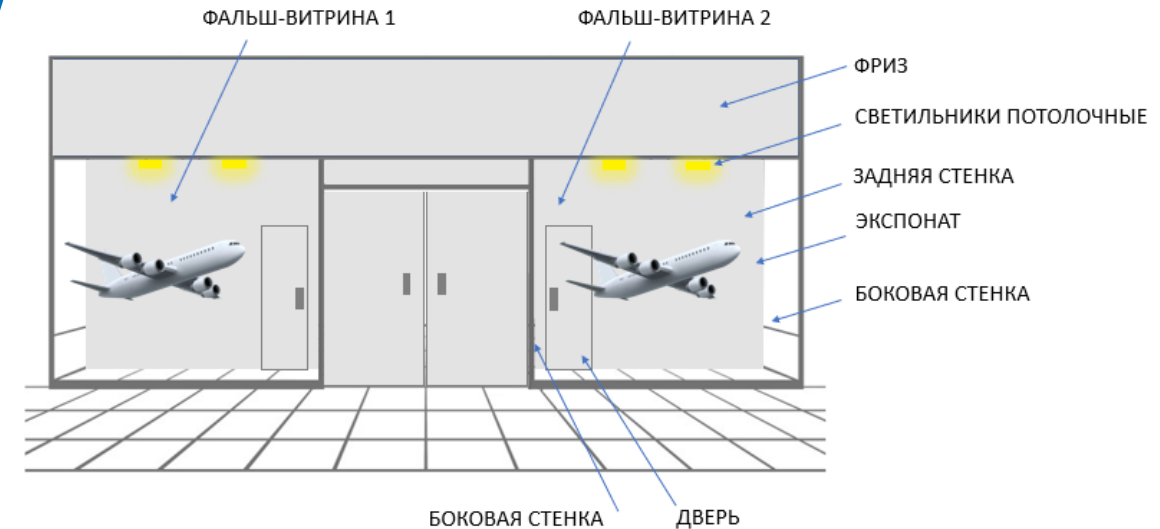 ФАЛЬШ-ВИТРИНА 1
ФАЛЬШ-ВИТРИНА 2
ФРИЗ
СВЕТИЛЬНИКИ ПОТОЛОЧНЫЕ
ЗАДНЯЯ СТЕНКА
ЭКСПОНАТ
БОКОВАЯ СТЕНКА
БОКОВАЯ СТЕНКА
ДВЕРЬ